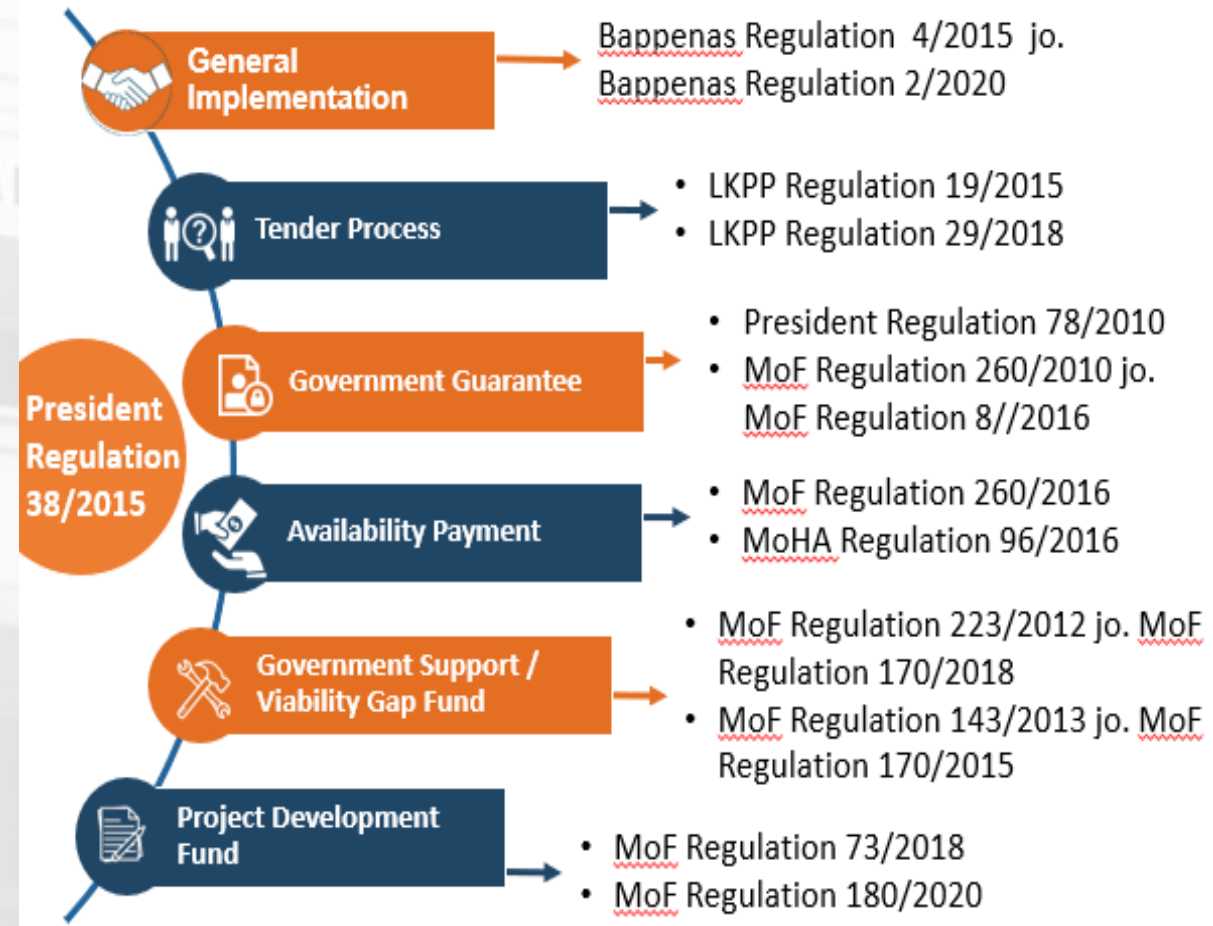 General
Implementation
Bappenas Regulation 4/2015 jo.
Bappenas Regulation 2/2020
Tender Process
• LKPP Regulation 19/2015
• LKPP Regulation 29/2018
President
Regulation
38/2015
Government Guarantee
• President Regulation 78/2010
• MoF Regulation 260/2010 jo.
MoF Regulation 8//2016
Availability Payment
• MoF Regulation 260/2016
• MoHA Regulation 96/2016
Government Support /
Viability Gap Fund
• MoF Regulation 223/2012 jo. MoF
Regulation 170/2018
• MoF Regulation 143/2013 jo. MoF
Regulation 170/2015
Project Development
Fund
• MoF Regulation 73/2018
• MoF Regulation 180/2020